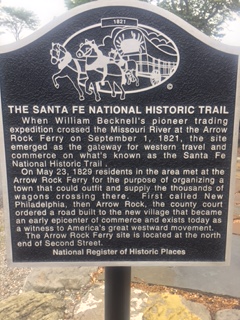 1821
THE SANTA FE NATIONAL HISTORIC TRAIL
When William Becknell's pioneer trading
expedition crossed the Missouri River at the Arrow
Rock Ferry on September 1, 1821, the site
emerged as the gateway for western travel and
commerce on what's known as the Santa Fe
National Historic Trail.
On May 23, 1829 residents in the area met at the
Arrow Rock Ferry for the purpose of organizing a
town that could outfit and supply the thousands of
wagons crossing there. First called New
Philadelphia, then Arrow Rock, the county court
ordered a road built to the new village that became
an early epicenter of commerce and exists today as
a witness to America's great westward movement.
The Arrow Rock Ferry site is located at the north
end of Second Street.
National Register of Historic Places